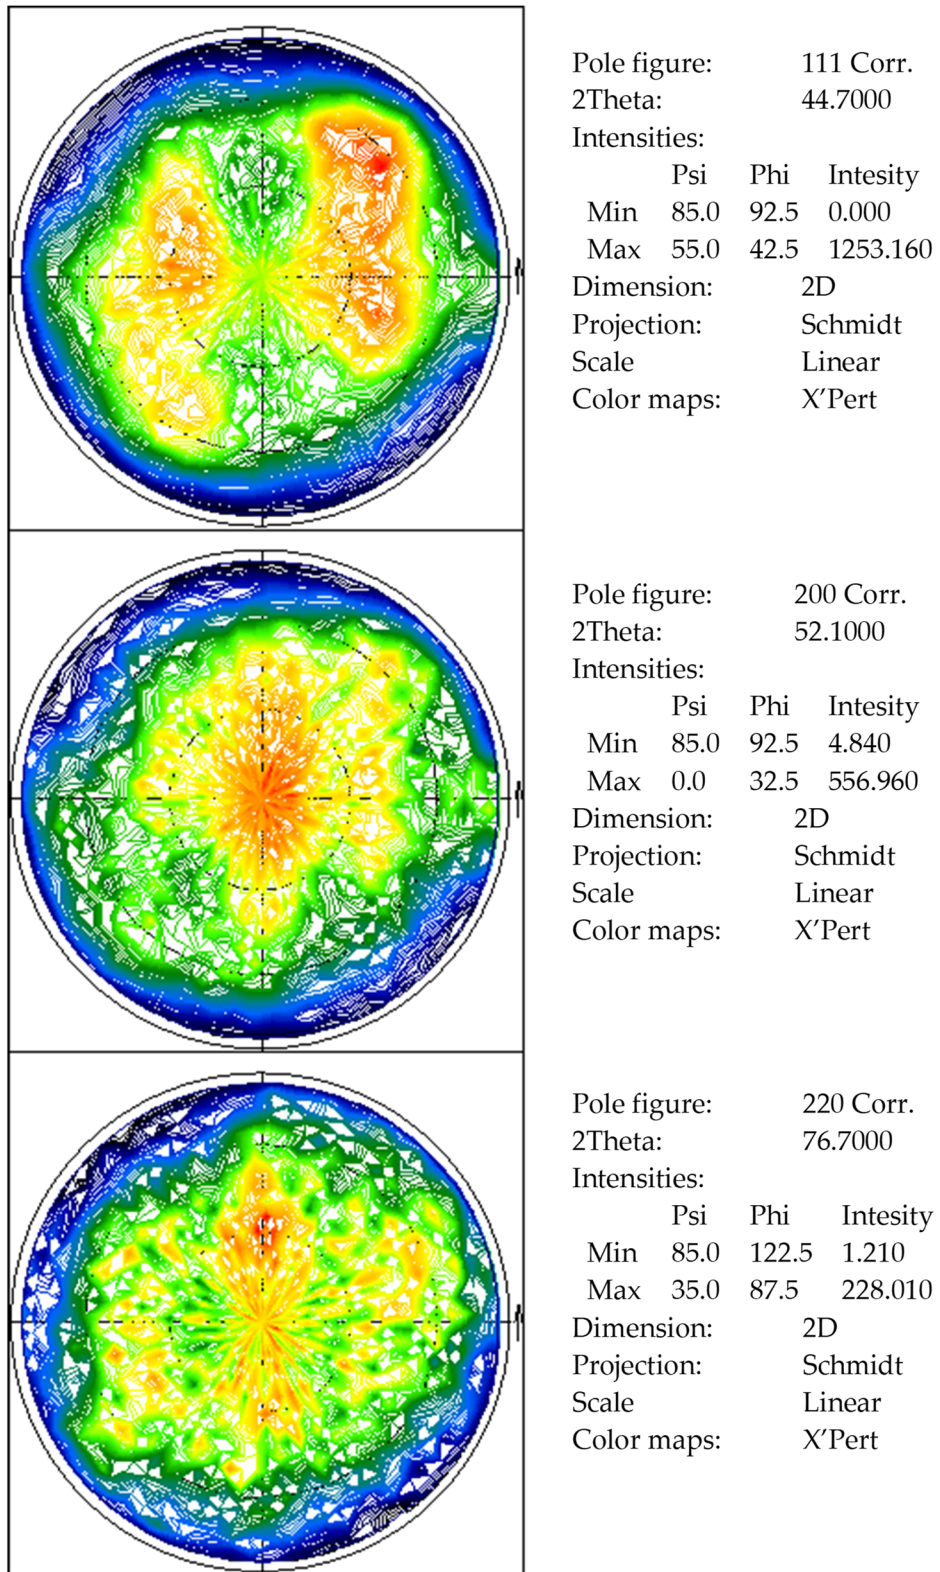 Pole figure: 111 Corr.
2Theta: 44.7000
Intensities:
Psi Phi Intesity
Min 85.0 92.5 0.000
Max 55.0 42.5 1253.160
Dimension: 2D
Projection: Schmidt
Scale Linear
Color maps: X'Pert
Pole figure: 200 Corr.
2Theta: 52.1000
Intensities:
Psi Phi Intesity
Min 85.0 92.5 4.840
Max 0.0 32.5 556.960
Dimension: 2D
Projection: Schmidt
Scale Linear
Color maps: X'Pert
Pole figure: 220 Corr.
2Theta: 76.7000
Intensities:
Psi Phi Intesity
Min 85.0 122.5 1.210
Max 35.0 87.5 228.010
Dimension: 2D
Projection: Schmidt
Scale Linear
Color maps: X'Pert